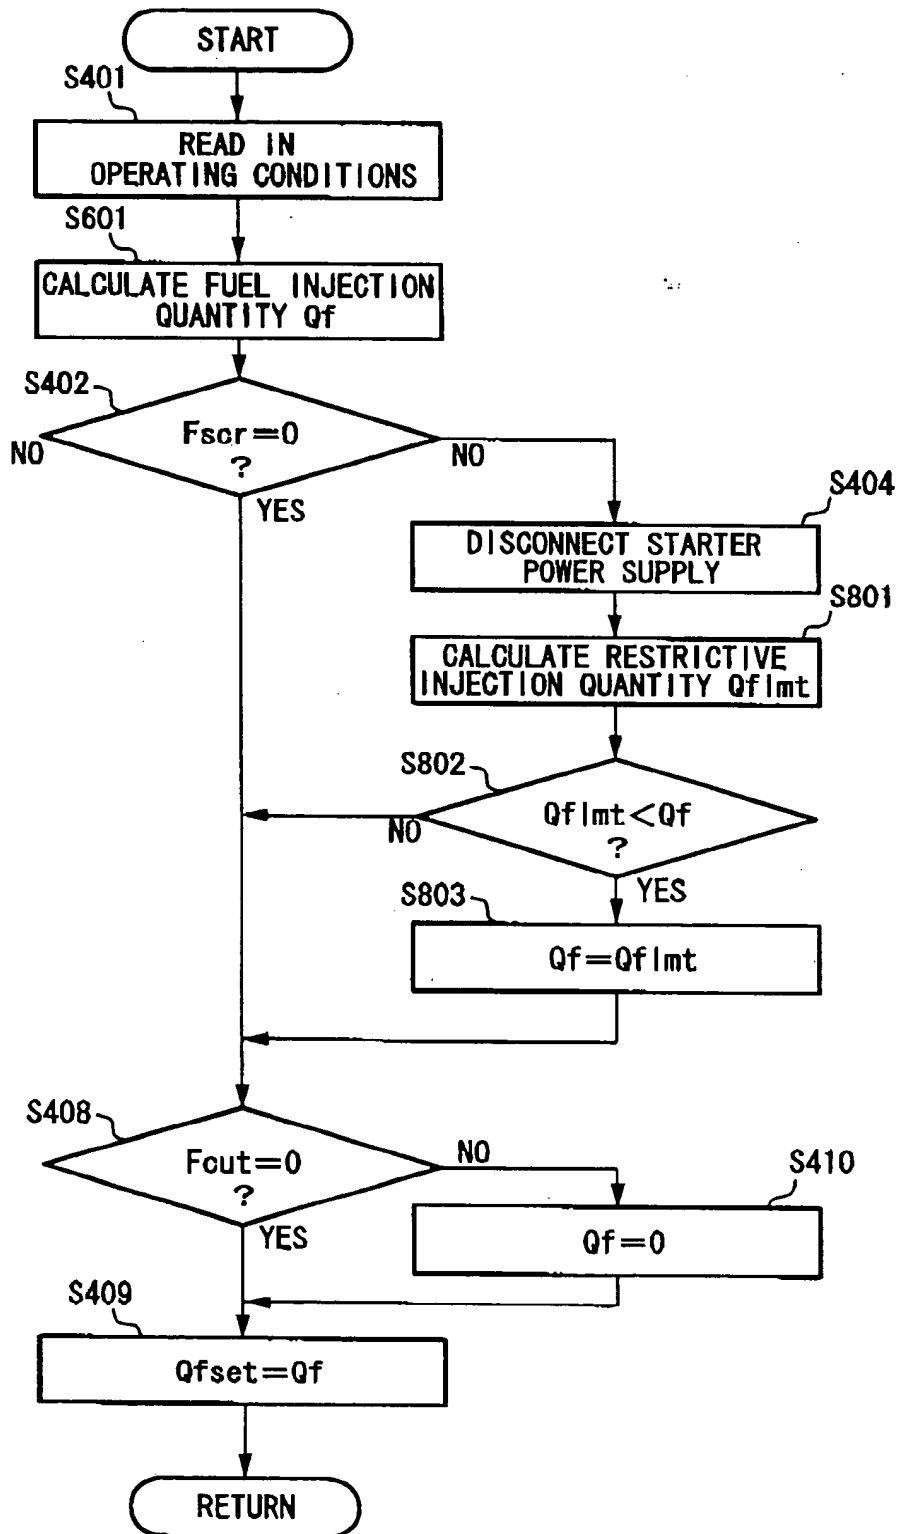 START
S401
READ IN
OPERATING CONDITIONS
S601
CALCULATE FUEL INJECTION
QUANTITY Qf
S402
Fscr=0
?
NO
NO
YES
S404
DISCONNECT STARTER
POWER SUPPLY
S801
CALCULATE RESTRICTIVE
INJECTION QUANTITY Qflmt
S802
Qflmt<Qf
?
NO
YES
S803
Qf=Qflmt
S408
Fcut=0
?
NO
YES
S410
Qf=0
S409
Qfset=Qf
RETURN